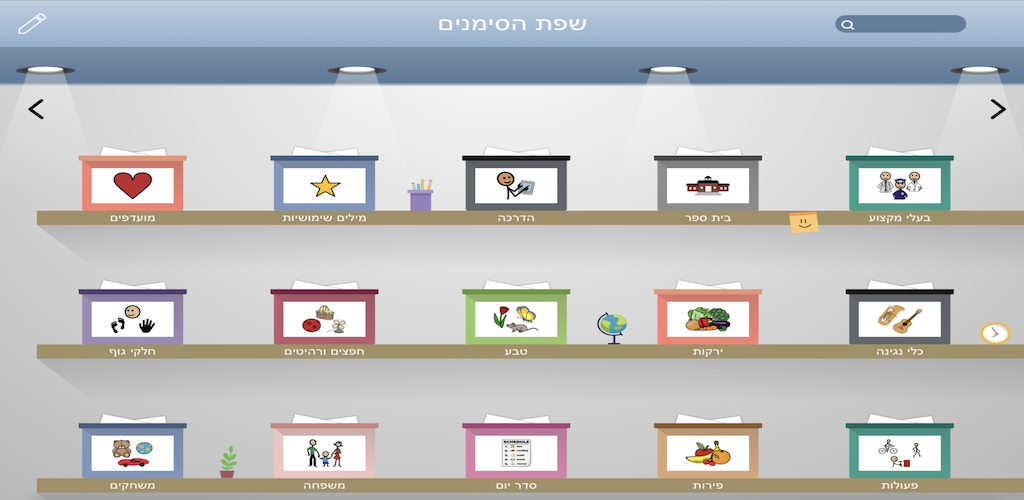 שפת הסימנים
בעלי מקצוע
בית ספר
הדרכה
מילים שימושיות
מועדפים
כלי נגינה
ירקות
טבע
חפצים ורהיטים
חלקי גוף
פעולות
פירות
סדר יום
משפחה
משחקים
SCHEDULE